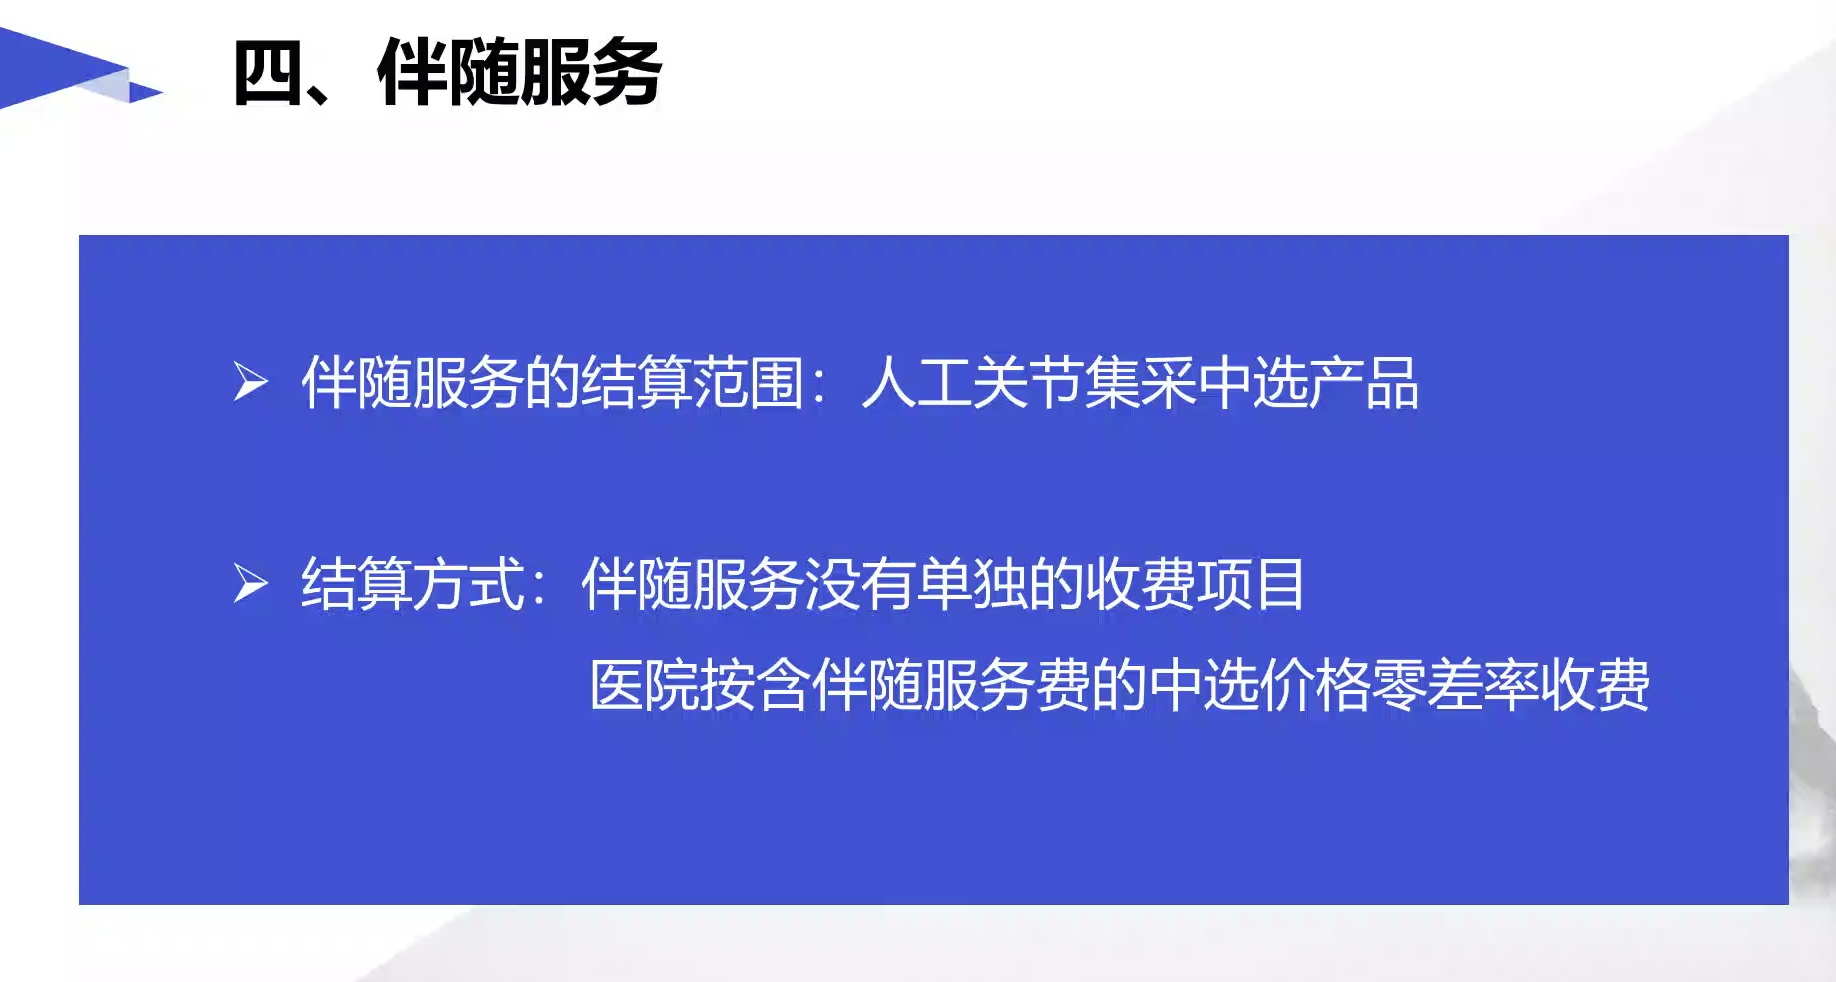 四、伴随服务
伴随服务的结算范围：人工关节集采中选产品
结算方式：伴随服务没有单独的收费项目
医院按含伴随服务费的中选价格零差率收费